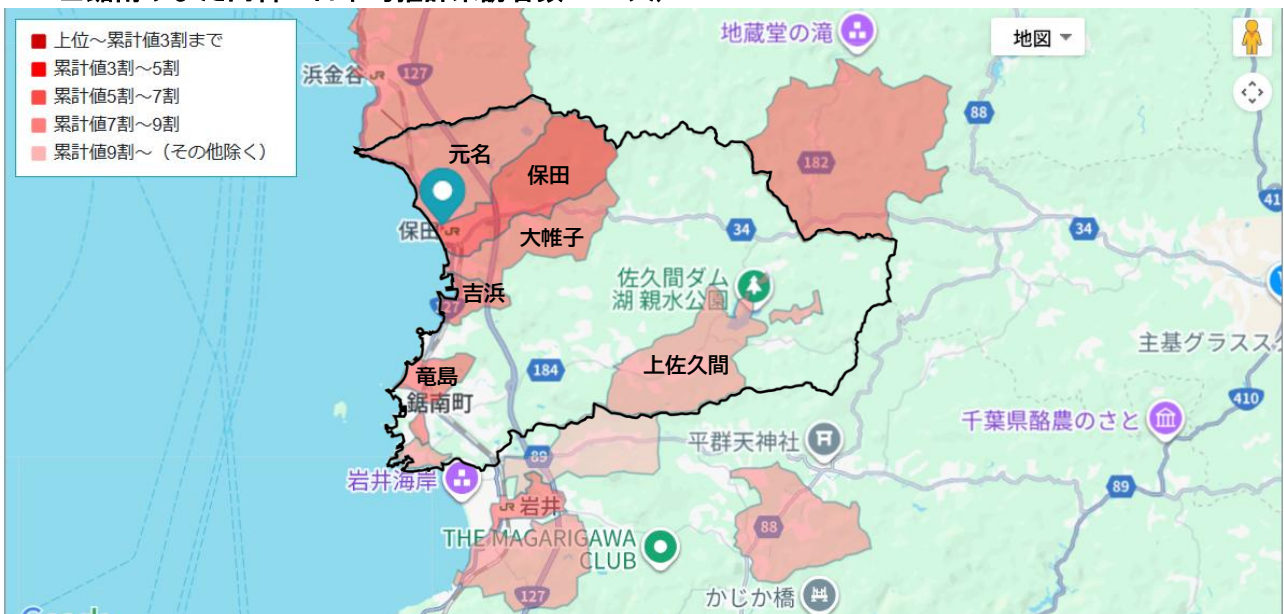 上位～累計値3割まで
累計値3割～5割
累計値5割～7割
累計値7割～9割
累計値9割～（その他除く）
地蔵堂の滝
地図
浜金谷
JR
127
88
元名
182
保田
41
保田
JR
大帷子
34
34
佐久間ダム
湖 親水公園
吉浜
127
主基グラススク
竜島
184
上佐久間
410
鋸南町
千葉県酪農のさと
平群天神社
89
岩井海岸
89
JR 岩井
88
THE MAGARIGAWA
CLUB
127
かじか橋